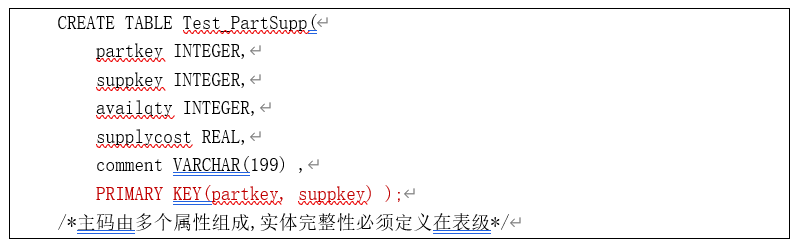 CREATE TABLE Test_PartSupp(
partkey INTEGER,
suppkey INTEGER,
availqty INTEGER,
supplycost REAL,
comment VARCHAR(199) ,
PRIMARY KEY(partkey, suppkey) );
/*主码由多个属性组成,实体完整性必须定义在表级*/